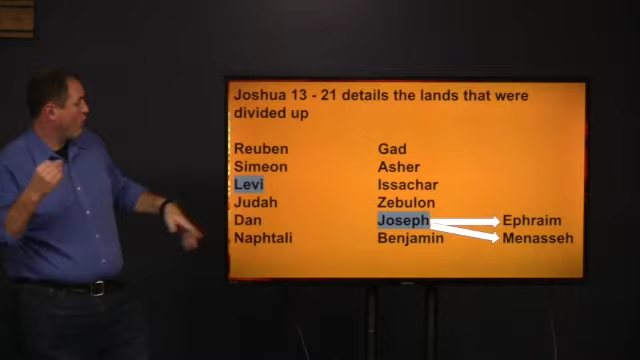 Joshua 13 - 21 details the lands that were
divided up
Reuben
Simeon
Levi
Judah
Dan
Naphtali
Gad
Asher
Issachar
Zebulon
Joseph
Benjamin
Ephraim
Menasseh